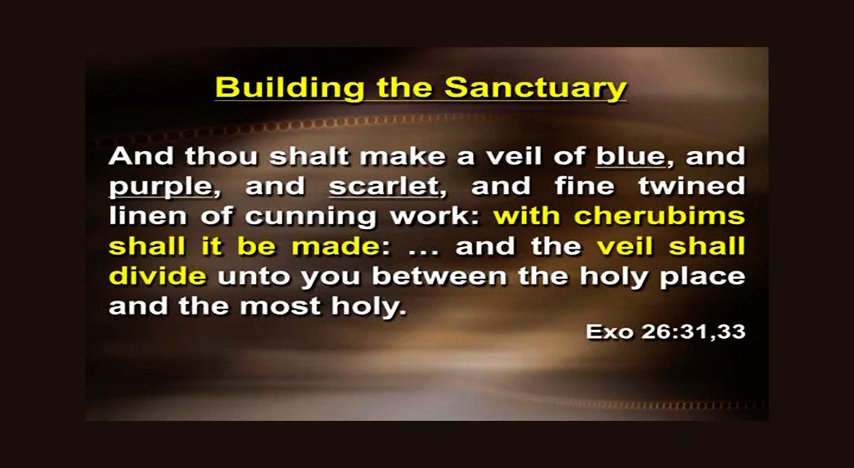 Building the Sanctuary
And thou shalt make a veil of blue, and
purple, and scarlet, and fine twined
linen of cunning work: with cherubims
shall it be made: ... and the veil shall
divide unto you between the holy place
and the most holy.
Exo 26:31,33